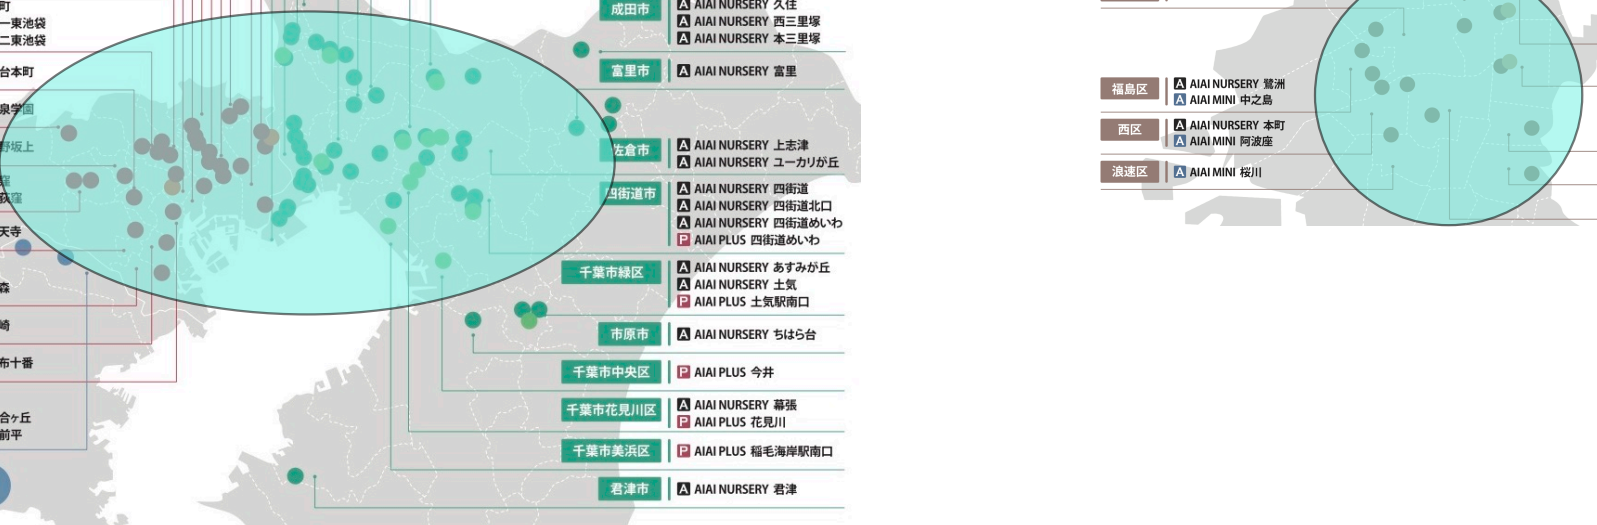 町
一東池袋
二東池袋
台本町
泉学園
野坂上
窪
荻窪
天寺
森
崎
布十番
合ヶ丘
前平
成田市
A AIAI NURSERY 久住
A AIAI NURSERY 西三里塚
A AIAI NURSERY 本三里塚
富里市
A AIAI NURSERY 富里
佐倉市
A AIAI NURSERY 上志津
A AIAI NURSERY ユーカリが丘
四街道市
A AIAI NURSERY 四街道
A AIAI NURSERY 四街道北口
A AIAI NURSERY 四街道めいわ
P AIAI PLUS 四街道めいわ
千葉市緑区
A AIAI NURSERY あすみが丘
A AIAI NURSERY 土気
P AIAI PLUS 土気駅南口
市原市
A AIAI NURSERY ちはら台
千葉市中央区
P AIAI PLUS 今井
千葉市花見川区
A AIAI NURSERY 幕張
P AIAI PLUS 花見川
千葉市美浜区
P AIAI PLUS 稲毛海岸駅南口
君津市
A AIAI NURSERY 君津
福島区
A AIAI NURSERY 鷺洲
A AIAI MINI 中之島
西区
A AIAI NURSERY 本町
A AIAI MINI 阿波座
浪速区
A AIAI MINI 桜川